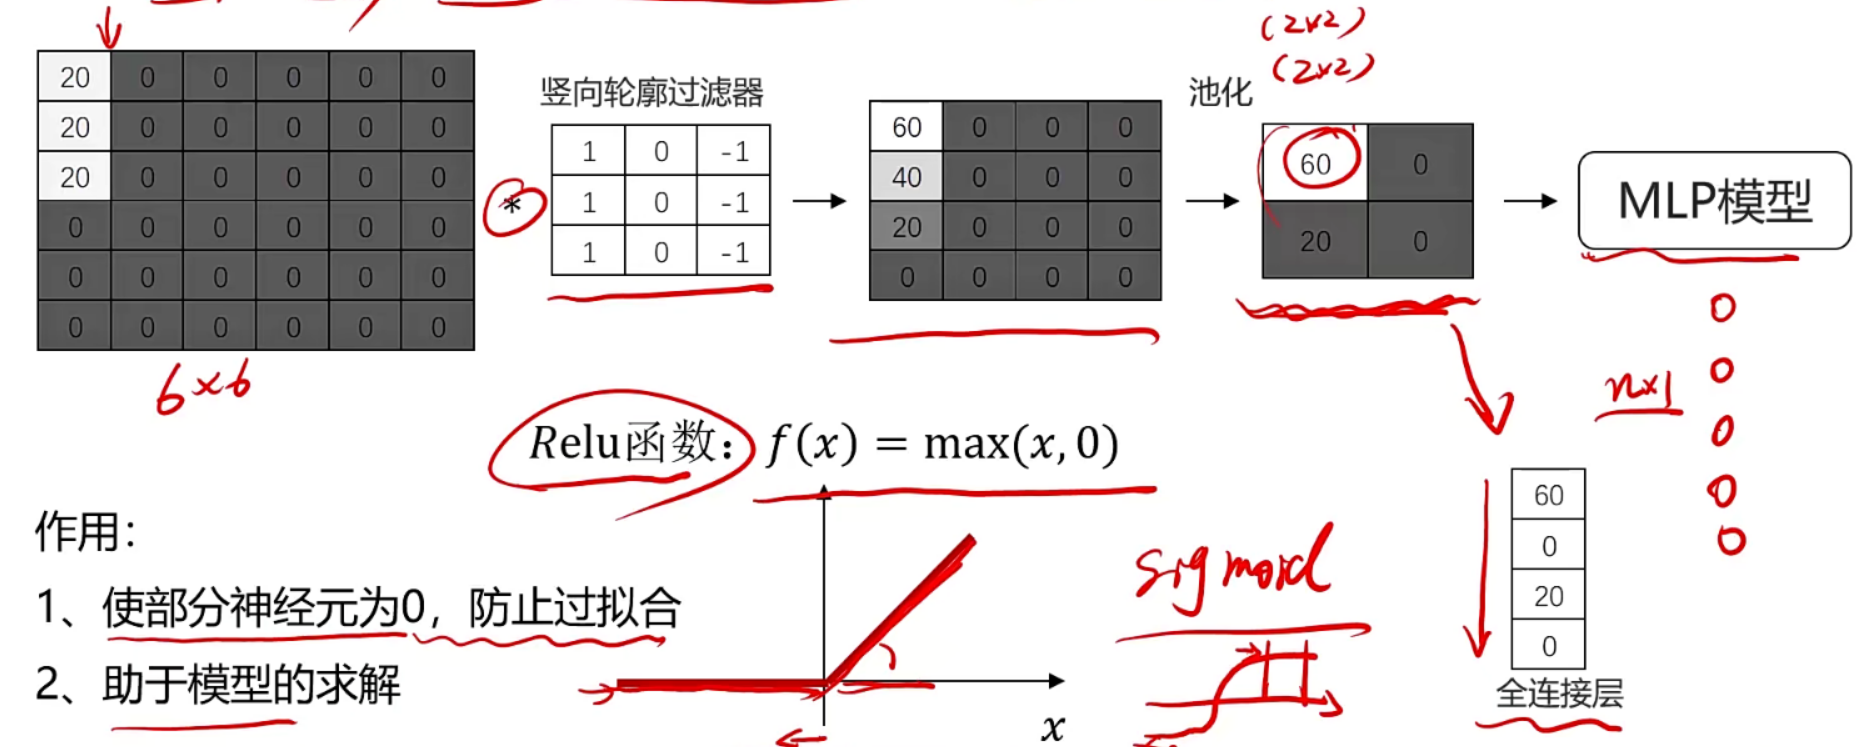 (2×2)
(2×2)
20 0 0 0 0 0
20 0 0 0 0 0
20 0 0 0 0 0
0 0 0 0 0 0
0 0 0 0 0 0
0 0 0 0 0 0
6×6
*
竖向轮廓过滤器
1 0 -1
1 0 -1
1 0 -1
60 0 0 0
40 0 0 0
20 0 0 0
0 0 0 0
池化
60 0
20 0
MLP模型
n×1
Relu函数：f(x) = max(x, 0)
作用：
1、使部分神经元为0，防止过拟合
2、助于模型的求解
x
sigmoid
60
0
20
0
全连接层